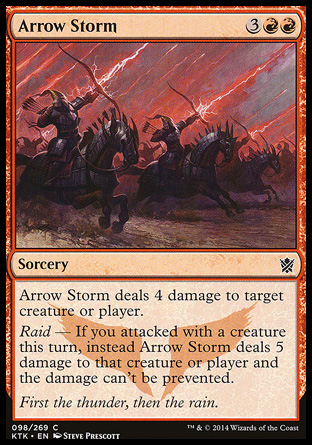 Arrow Storm 3
Sorcery
Arrow Storm deals 4 damage to target
creature or player.
Raid — If you attacked with a creature
this turn, instead Arrow Storm deals 5
damage to that creature or player and
the damage can't be prevented.
First the thunder, then the rain.
098/269 C
KTK • EN Steve Prescott ™ & © 2014 Wizards of the Coast